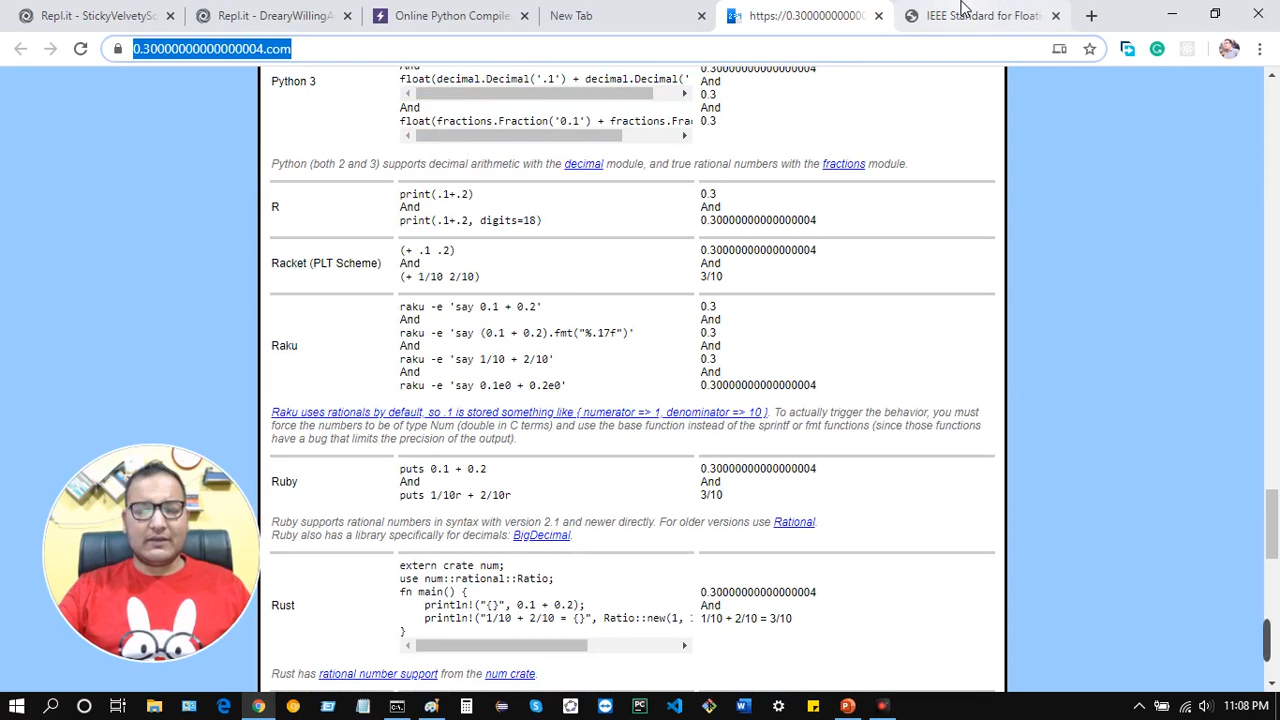 Repl.it - StickyVelvetySc
Repl.it - DrearyWillingA
Online Python Compile
New Tab
https://0.3000000000000
IEEE Standard for Floati
0.30000000000000004.com
And
0.30000000000000004
Python 3
float(decimal.Decimal('.1') + decimal.Decimal('
And
And
0.3
And
And
float(fractions.Fraction('0.1') + fractions.Fra
0.3
Python (both 2 and 3) supports decimal arithmetic with the decimal module, and true rational numbers with the fractions module.
R
print(.1+.2)
And
print(.1+.2, digits=18)
0.3
And
0.30000000000000004
Racket (PLT Scheme)
(+ .1 .2)
And
(+ 1/10 2/10)
0.30000000000000004
And
3/10
Raku
raku -e 'say 0.1 + 0.2'
And
raku -e 'say (0.1 + 0.2).fmt("%.17f")'
And
raku -e 'say 1/10 + 2/10'
And
raku -e 'say 0.1e0 + 0.2e0'
0.3
And
0.3
And
0.3
And
0.30000000000000004
Raku uses rationals by default, so .1 is stored something like { numerator => 1, denominator => 10 }. To actually trigger the behavior, you must
force the numbers to be of type Num (double in C terms) and use the base function instead of the sprintf or fmt functions (since those functions
have a bug that limits the precision of the output).
Ruby
puts 0.1 + 0.2
And
puts 1/10r + 2/10r
0.30000000000000004
And
3/10
Ruby supports rational numbers in syntax with version 2.1 and newer directly. For older versions use Rational.
Ruby also has a library specifically for decimals: BigDecimal.
Rust
extern crate num;
use num::rational::Ratio;
fn main() {
println!("{}", 0.1 + 0.2);
println!("1/10 + 2/10 = {}", Ratio::new(1,
}
0.30000000000000004
And
1/10 + 2/10 = 3/10
Rust has rational number support from the num crate.
11:08 PM